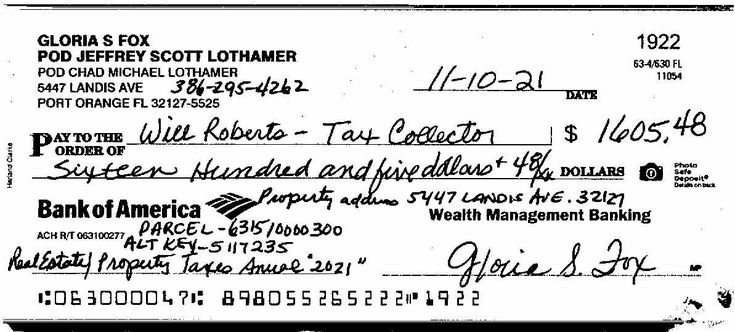 GLORIA S FOX
POD JEFFREY SCOTT LOTHAMER
POD CHAD MICHAEL LOTHAMER
5447 LANDIS AVE 386-295-4262
PORT ORANGE FL 32127-5525
1922
63-4/630 FL
11054
11-10-21
DATE
PAY TO THE ORDER OF Will Roberts - Tax Collector $ 1605.48
Sixteen Hundred and five dollars + 48/xx DOLLARS
Photo Safe Deposit®
Details on back
Harland Clarke
Property address 5447 LANDIS AVE. 32127
Bank of America
Wealth Management Banking
ACH R/T 063100277
PARCEL-631510000300
ALT KEY-5117235
Real Estate/Property Taxes Anual "2021"
Gloria S. Fox
MP
⑆063000047⑆ 898055265222⑈1922